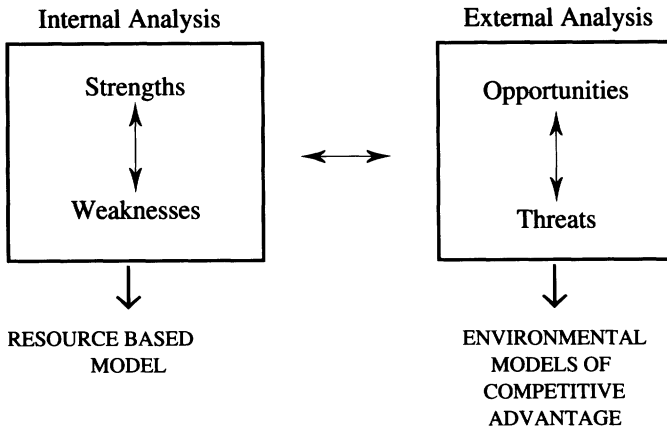 Internal Analysis
Strengths
Weaknesses
RESOURCE BASED
MODEL
External Analysis
Opportunities
Threats
ENVIRONMENTAL
MODELS OF
COMPETITIVE
ADVANTAGE